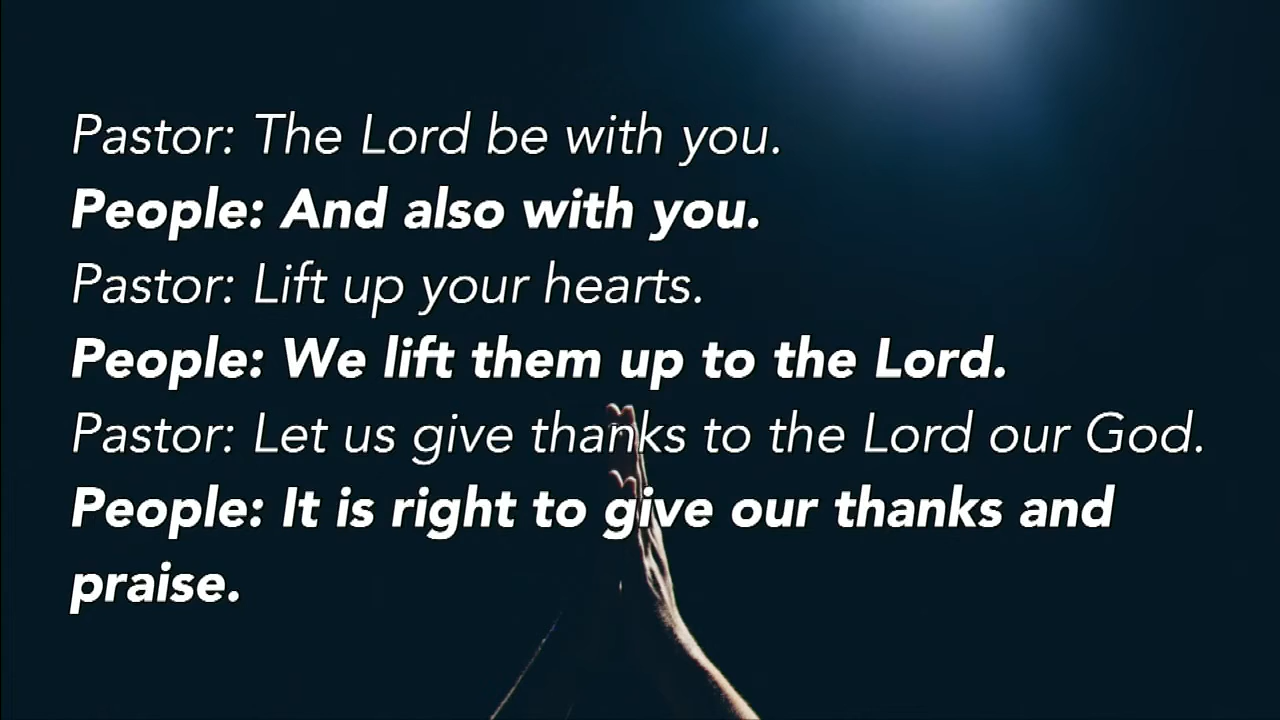 Pastor: The Lord be with you.
People: And also with you.
Pastor: Lift up your hearts.
People: We lift them up to the Lord.
Pastor: Let us give thanks to the Lord our God.
People: It is right to give our thanks and
praise.